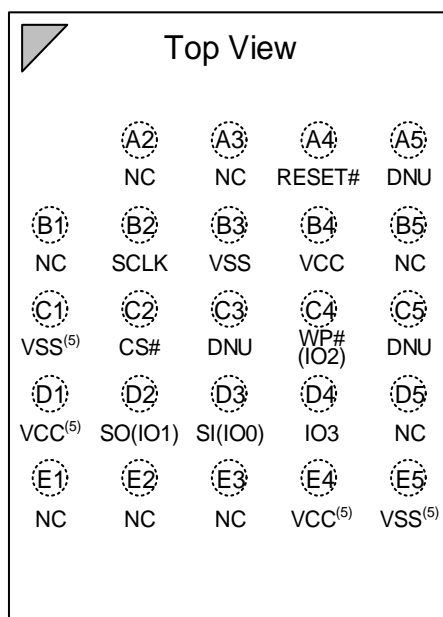 Top View
A2 A3 A4 A5
NC NC RESET# DNU
B1 B2 B3 B4 B5
NC SCLK VSS VCC NC
C1 C2 C3 C4 C5
VSS(5) CS# DNU WP# (IO2) DNU
D1 D2 D3 D4 D5
VCC(5) SO(IO1) SI(IO0) IO3 NC
E1 E2 E3 E4 E5
NC NC NC VCC(5) VSS(5)